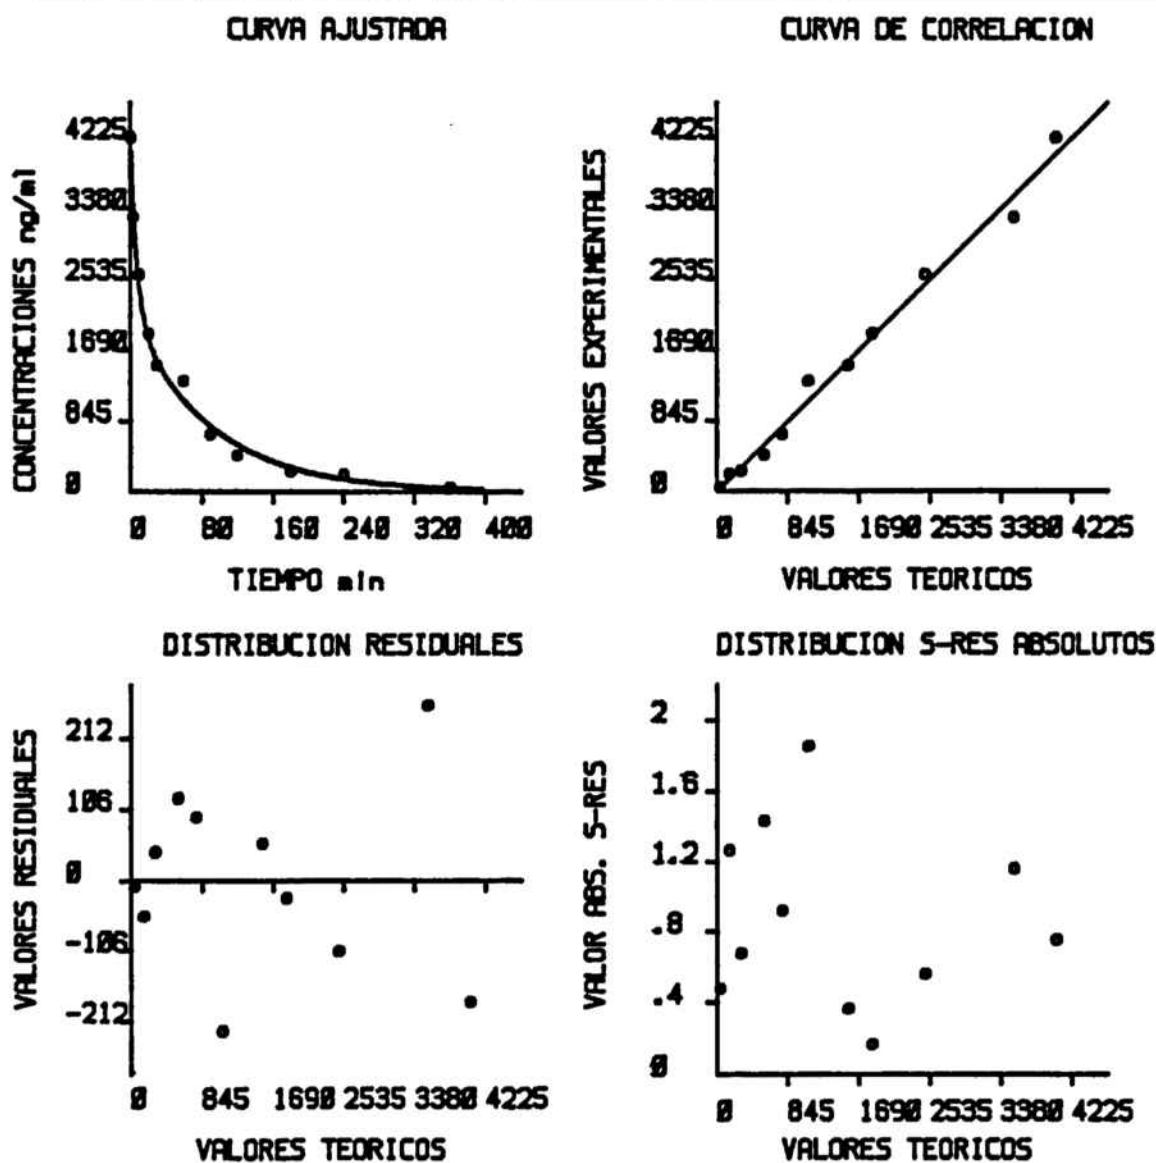 CURVA AJUSTADA
CONCENTRACIONES ng/ml
4225
3380
2535
1690
845
0
0 80 160 240 320 400
TIEMPO min
CURVA DE CORRELACION
VALORES EXPERIMENTALES
4225
3380
2535
1690
845
0
0 845 1690 2535 3380 4225
VALORES TEORICOS
DISTRIBUCION RESIDUALES
VALORES RESIDUALES
212
106
0
-106
-212
0 845 1690 2535 3380 4225
VALORES TEORICOS
DISTRIBUCION S-RES ABSOLUTOS
VALOR ABS. S-RES
2
1.6
1.2
.8
.4
0
0 845 1690 2535 3380 4225
VALORES TEORICOS